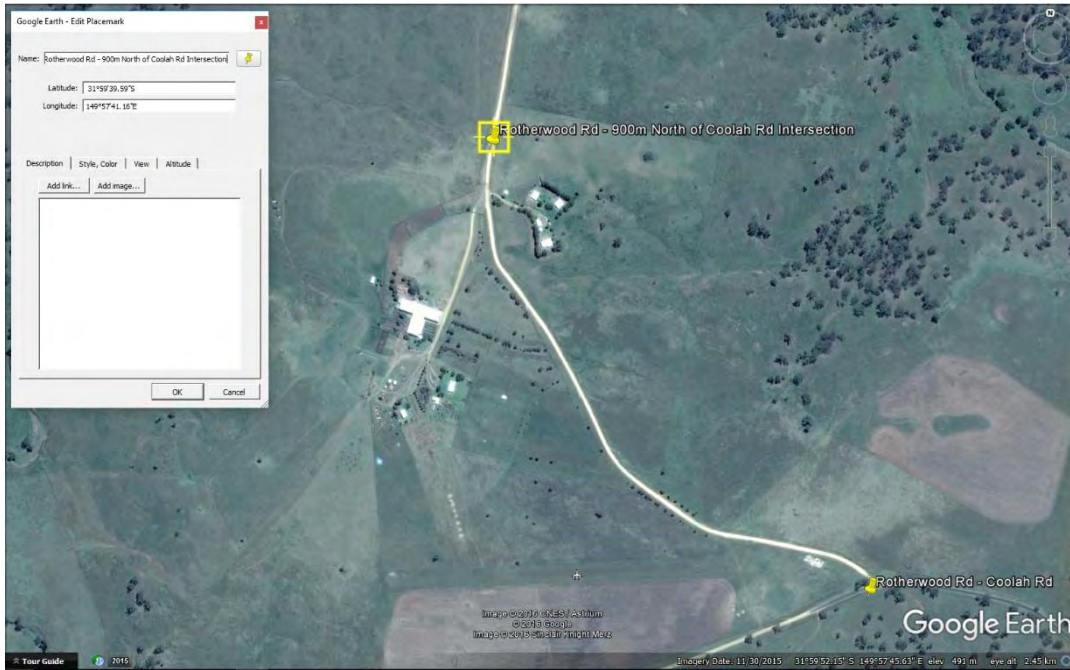 Google Earth - Edit Placemark
x
N
Name: Rotherwood Rd - 900m North of Coolah Rd Intersection
Latitude: 31°59'39.59"S
Longitude: 149°57'41.16"E
Description Style, Color View Altitude
Add link... Add image...
OK Cancel
Rotherwood Rd - 900m North of Coolah Rd Intersection
Rotherwood Rd - Coolah Rd
Image © 2016 CNES / Astrium
© 2016 Google
Image © 2016 Sinclair Knight Merz
Google Earth
Tour Guide 2015 Imagery Date: 11/30/2015 31°59'52.15" S 149°57'45.63" E elev 491 m eye alt 2.45 km